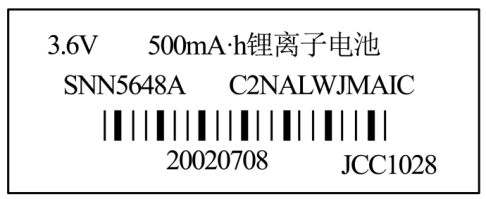 3.6V 500mA·h锂离子电池
SNN5648A C2NALWJMAIC
20020708
JCC1028